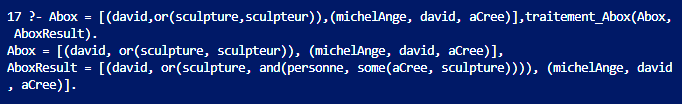 17 ?- Abox = [(david,or(sculpture,sculpteur)),(michelAnge, david, aCree)],traitement_Abox(Abox,
 AboxResult).
Abox = [(david, or(sculpture, sculpteur)), (michelAnge, david, aCree)],
AboxResult = [(david, or(sculpture, and(personne, some(aCree, sculpture)))), (michelAnge, david
, aCree)].